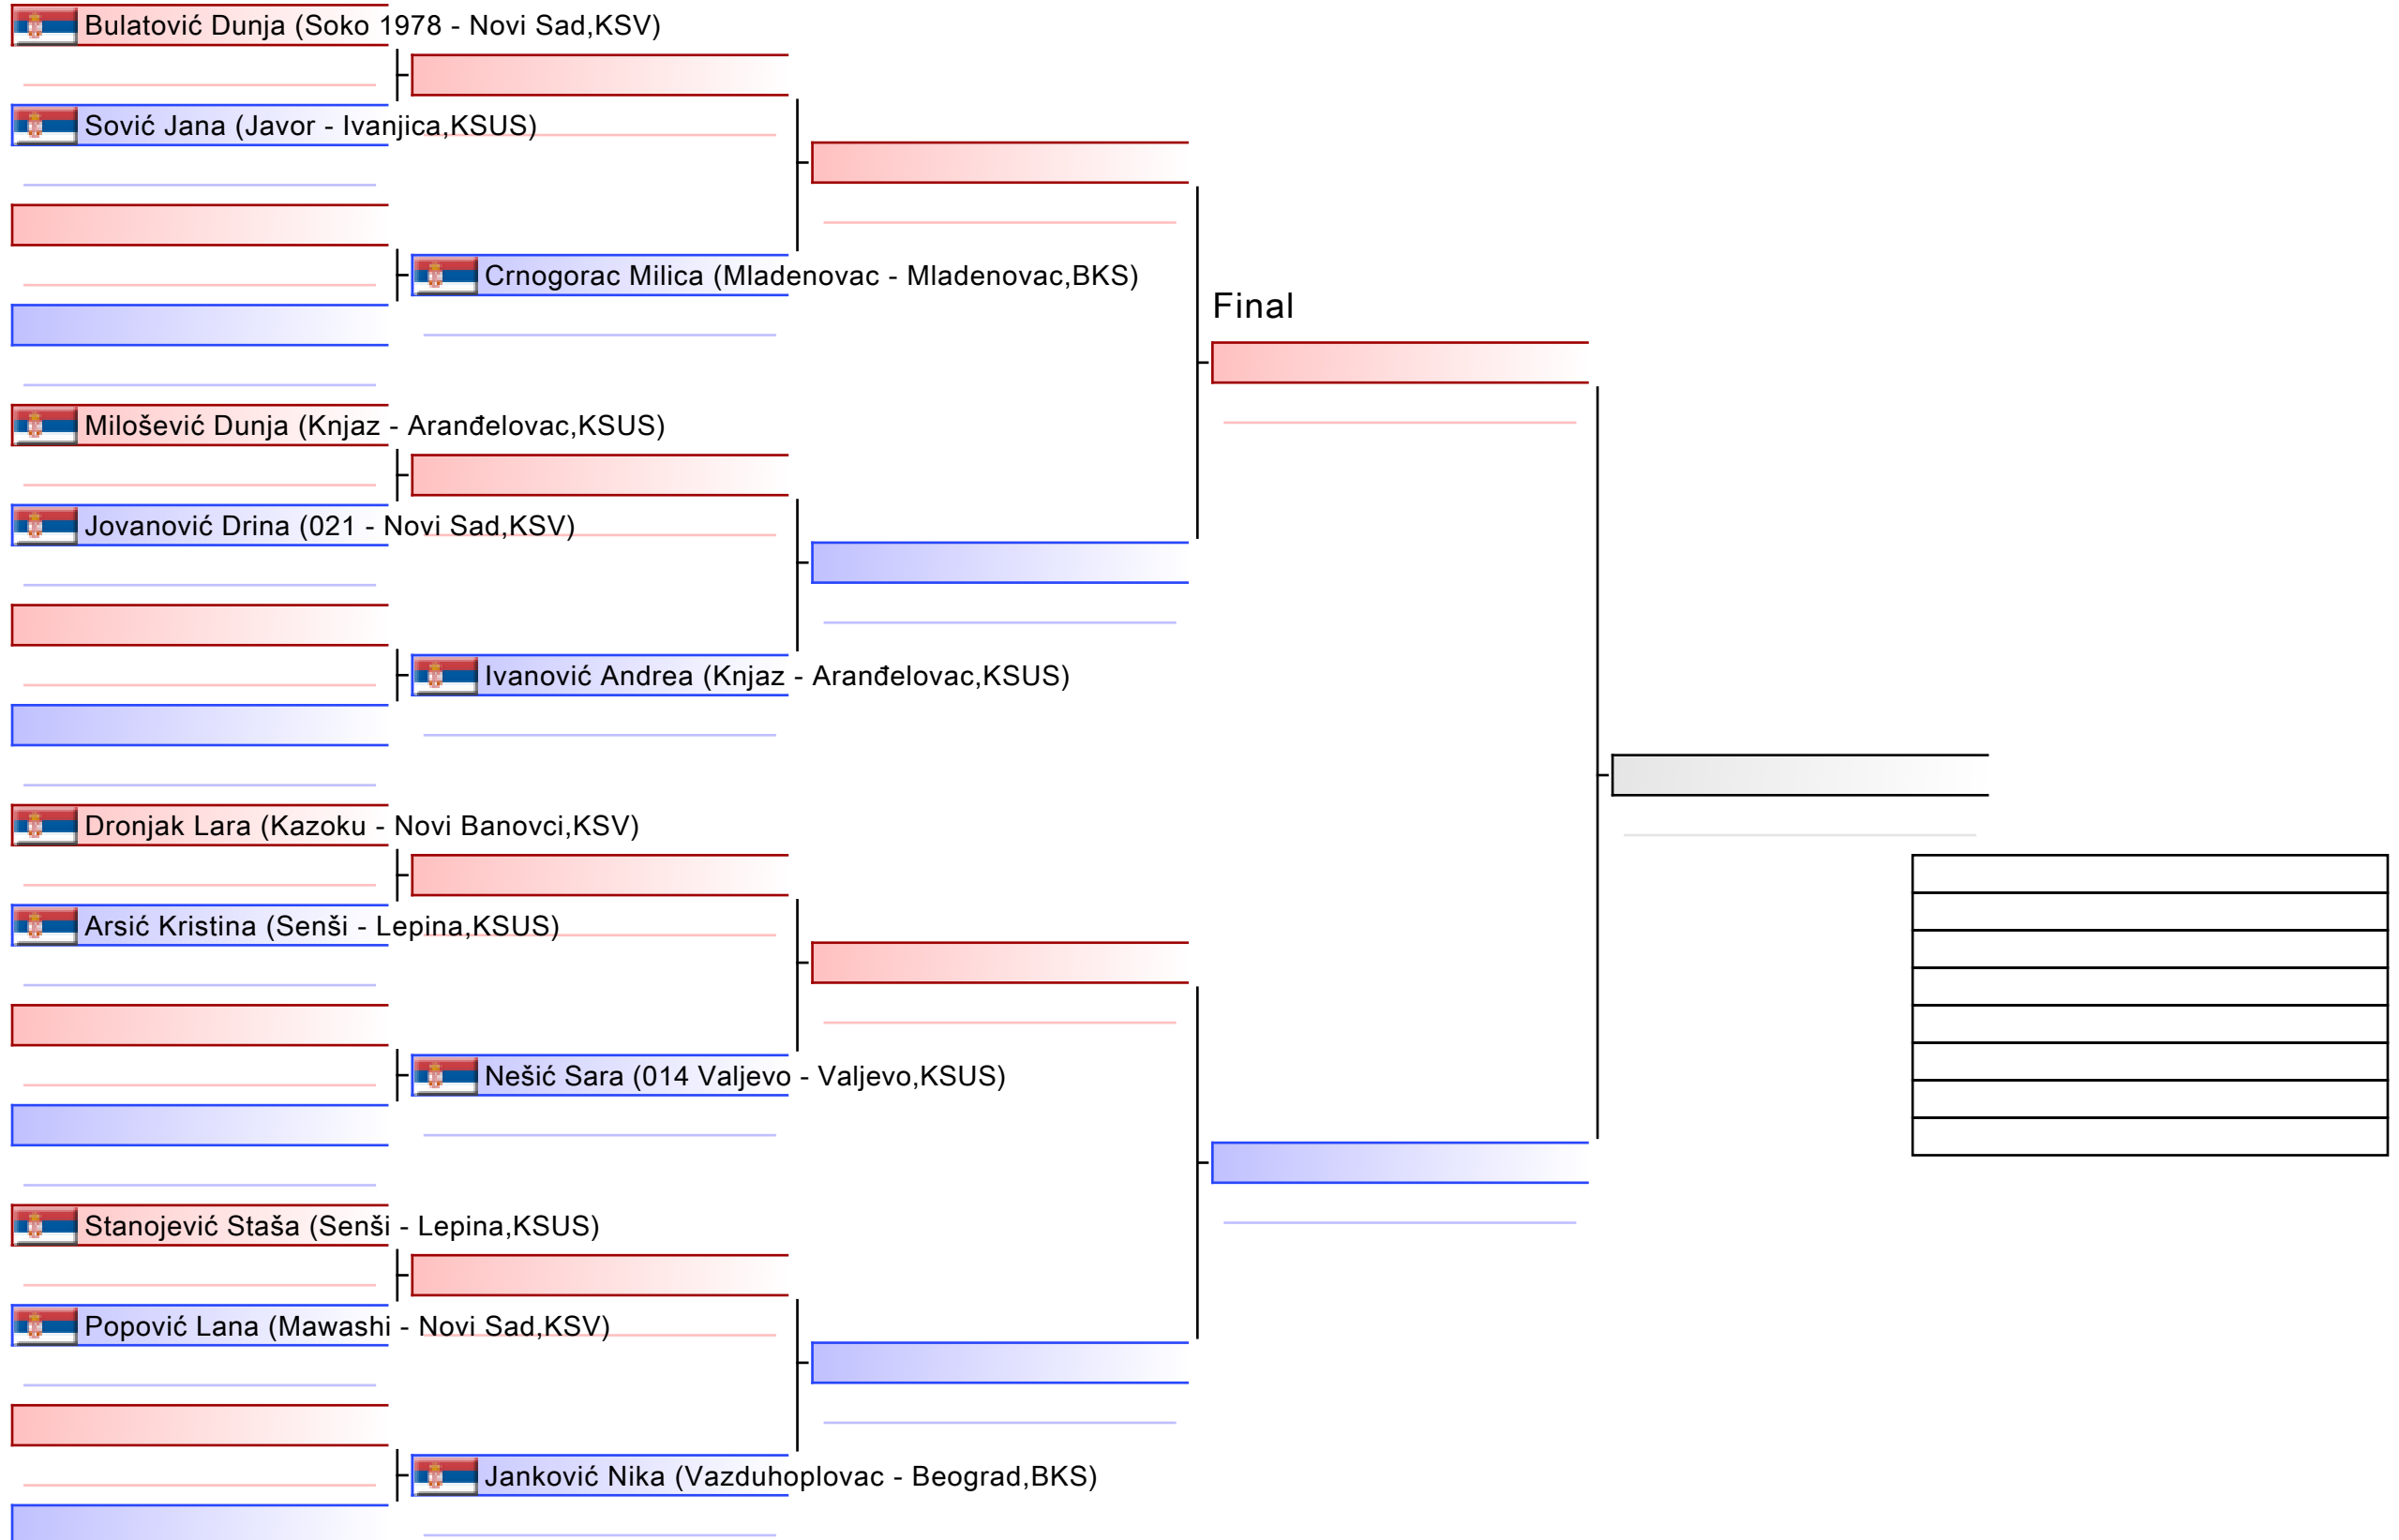 Bulatović Dunja (Soko 1978 - Novi Sad,KSV)
Sović Jana (Javor - Ivanjica,KSUS)
Crnogorac Milica (Mladenovac - Mladenovac,BKS)
Final
Milošević Dunja (Knjaz - Aranđelovac,KSUS)
Jovanović Drina (021 - Novi Sad,KSV)
Ivanović Andrea (Knjaz - Aranđelovac,KSUS)
Dronjak Lara (Kazoku - Novi Banovci,KSV)
Arsić Kristina (Senši - Lepina,KSUS)
Nešić Sara (014 Valjevo - Valjevo,KSUS)
Stanojević Staša (Senši - Lepina,KSUS)
Popović Lana (Mawashi - Novi Sad,KSV)
Janković Nika (Vazduhoplovac - Beograd,BKS)